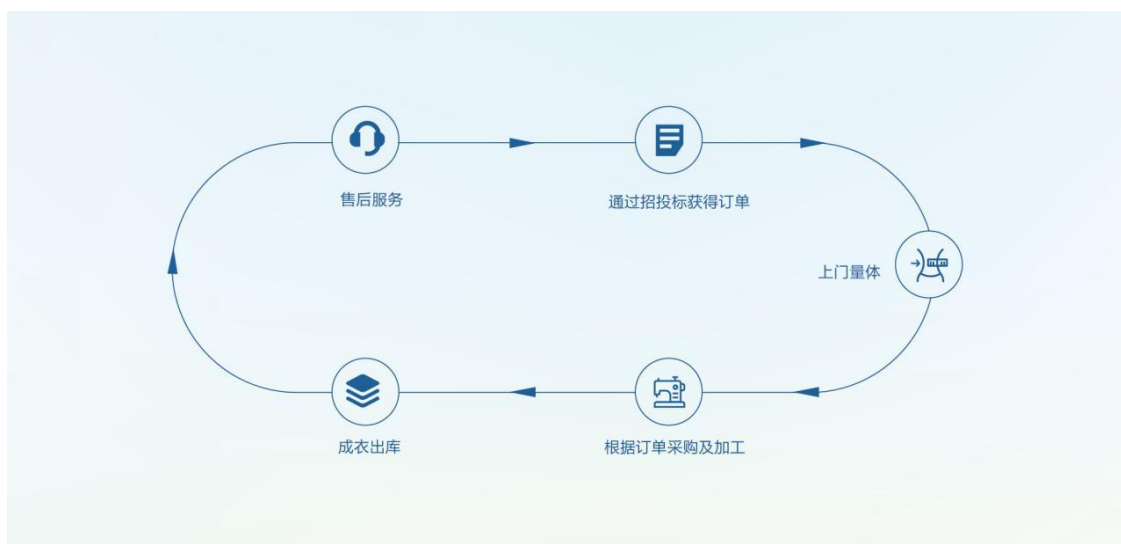 售后服务
通过招投标获得订单
上门量体
成衣出库
根据订单采购及加工